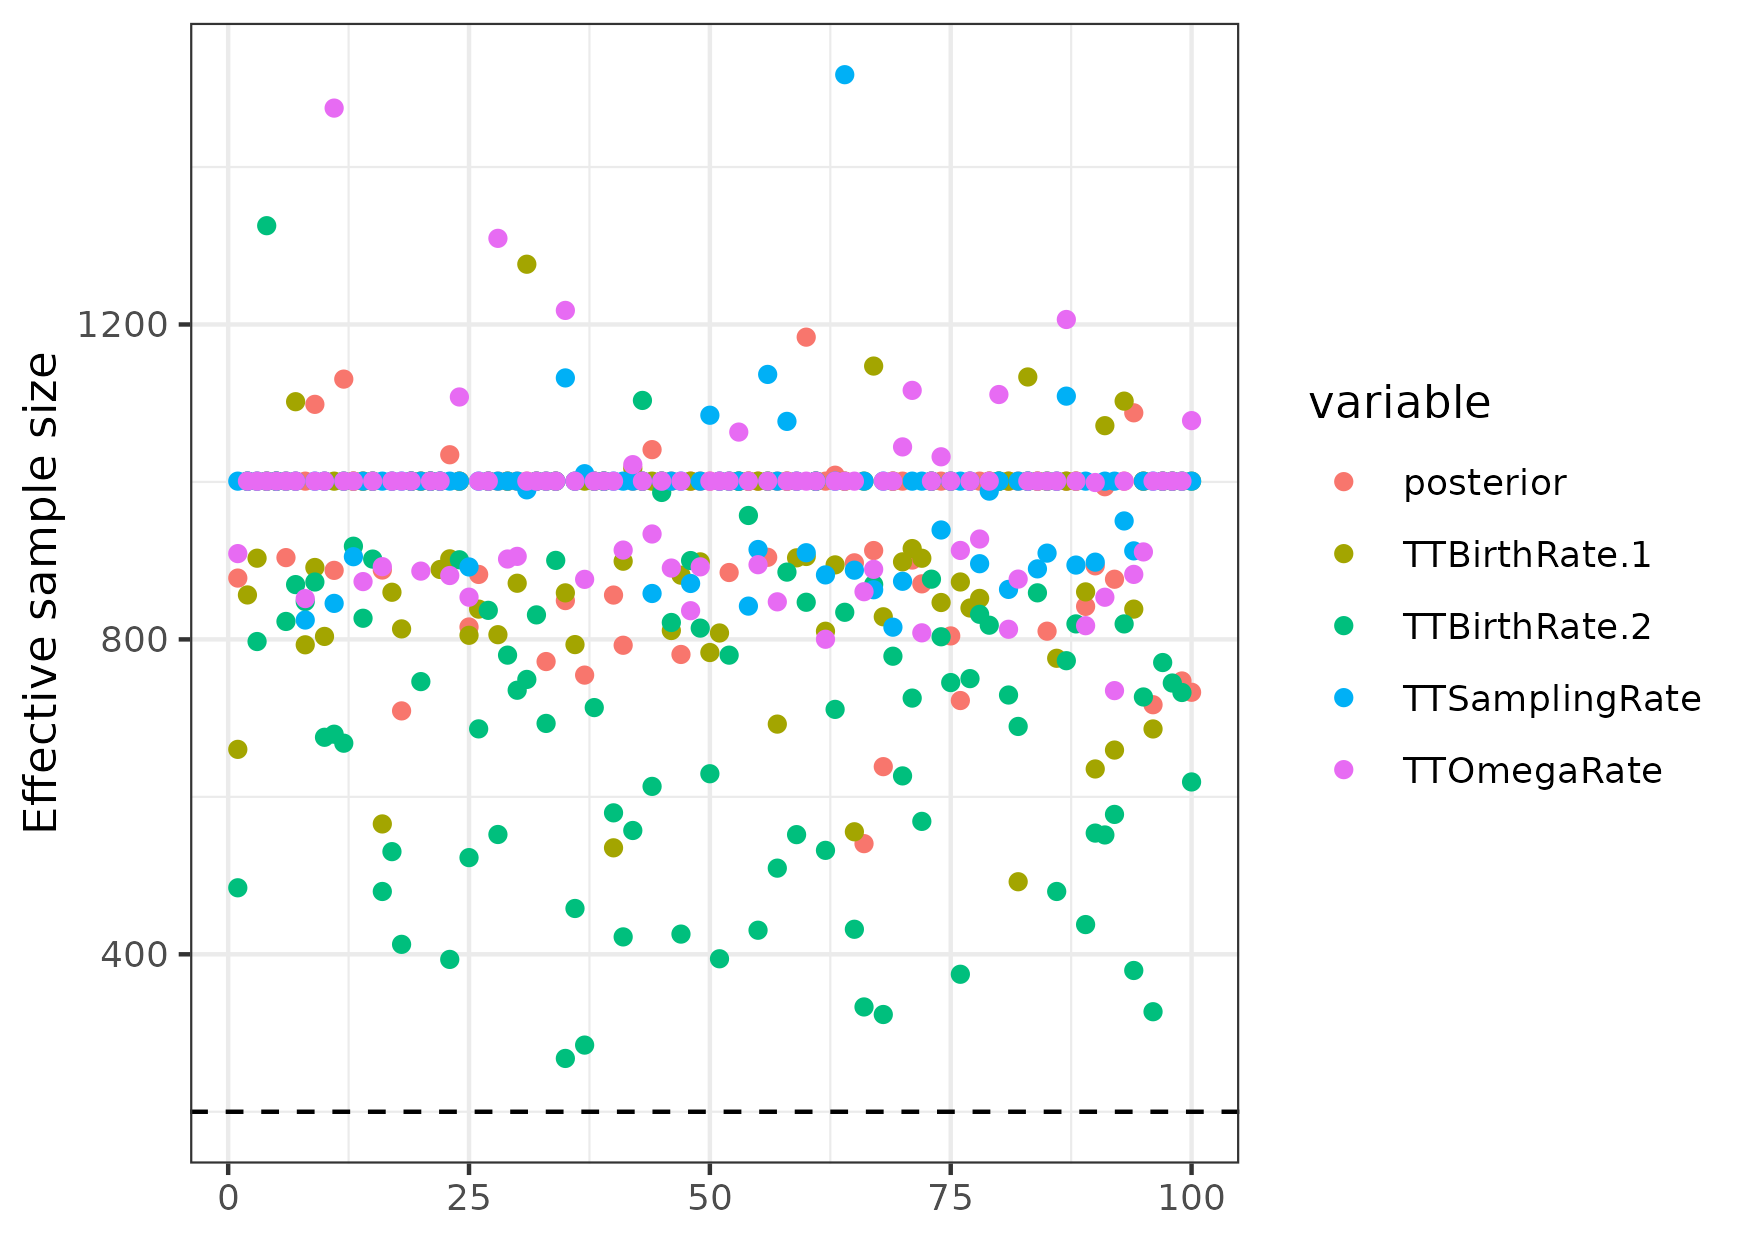 Effective sample size
1200
800
400
0 25 50 75 100
variable
posterior
TTBirthRate.1
TTBirthRate.2
TTSamplingRate
TTOmegaRate